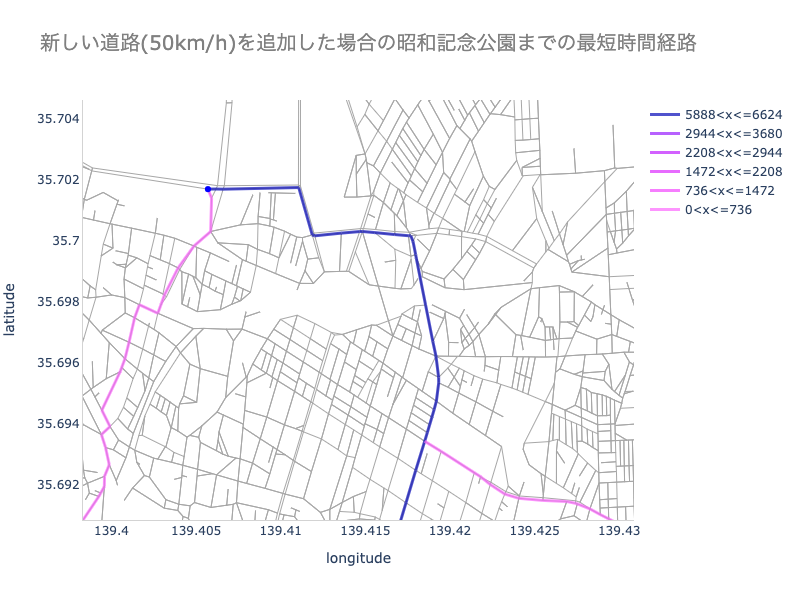 新しい道路(50km/h)を追加した場合の昭和記念公園までの最短時間経路
5888<x<=6624
2944<x<=3680
2208<x<=2944
1472<x<=2208
736<x<=1472
0<x<=736
35.704
35.702
35.7
35.698
35.696
35.694
35.692
latitude
139.4
139.405
139.41
139.415
139.42
139.425
139.43
longitude